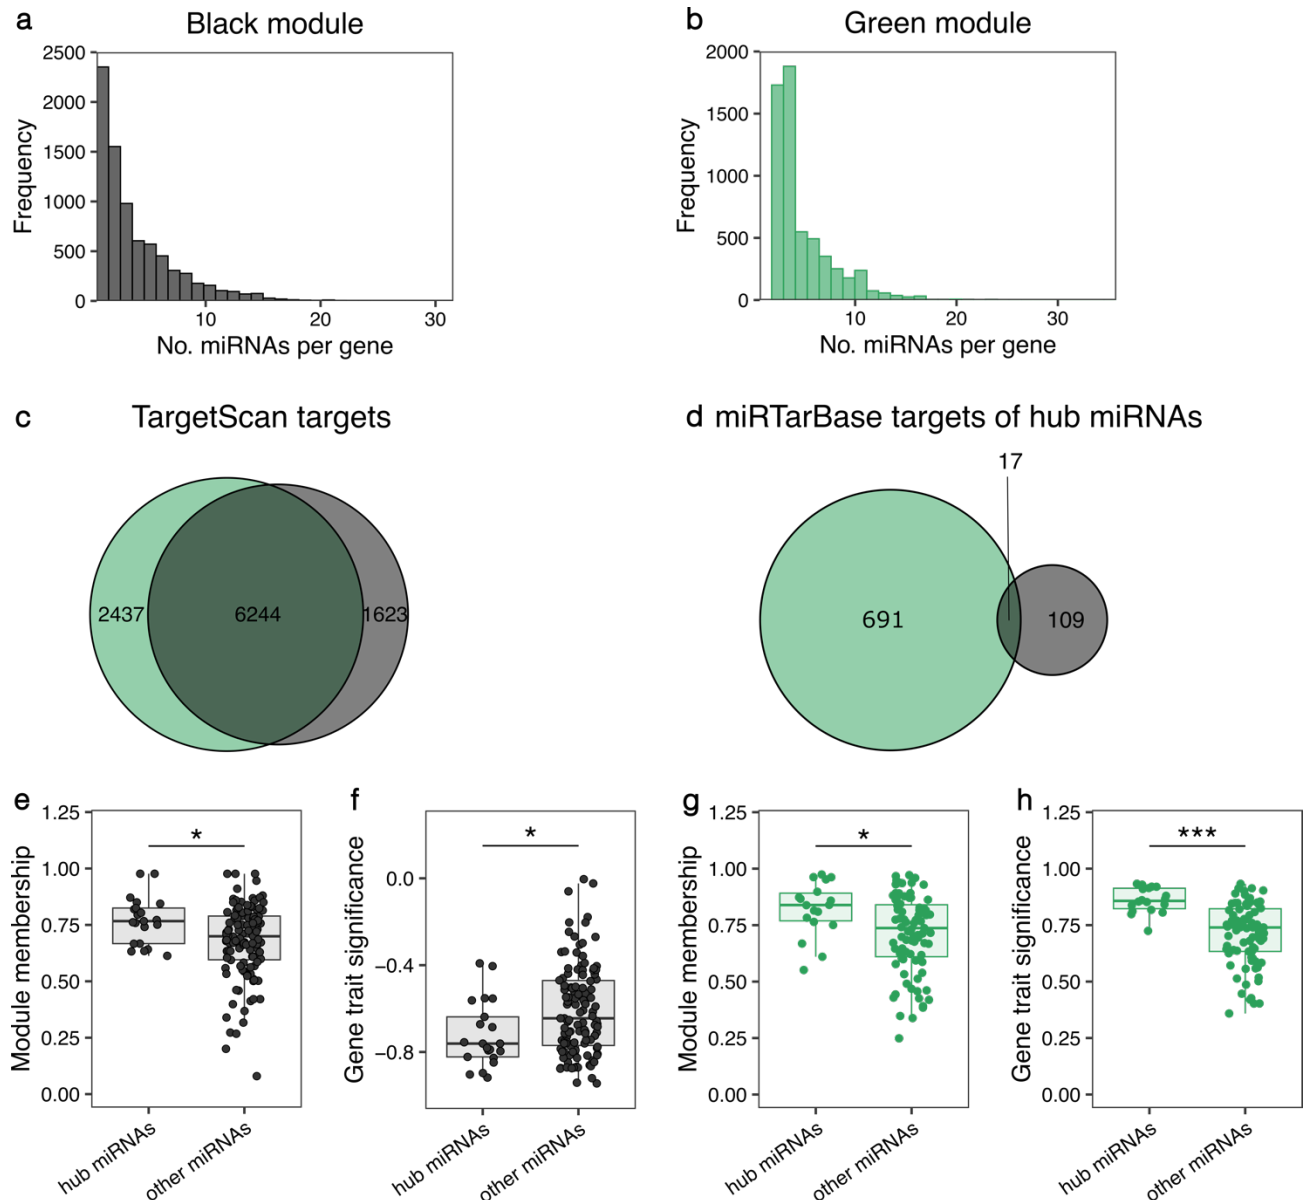 a Black module
2500
2000
1500
1000
500
0
Frequency
10 20 30
No. miRNAs per gene
b Green module
2000
1500
1000
500
0
Frequency
10 20 30
No. miRNAs per gene
c TargetScan targets
2437 6244 1623
d miRTarBase targets of hub miRNAs
17
691 109
e
1.25
1.00
0.75
0.50
0.25
0.00
Module membership
*
hub miRNAs
other miRNAs
f
0.0
−0.4
−0.8
Gene trait significance
*
hub miRNAs
other miRNAs
g
1.25
1.00
0.75
0.50
0.25
0.00
Module membership
*
hub miRNAs
other miRNAs
h
1.25
1.00
0.75
0.50
0.25
0.00
Gene trait significance
***
hub miRNAs
other miRNAs